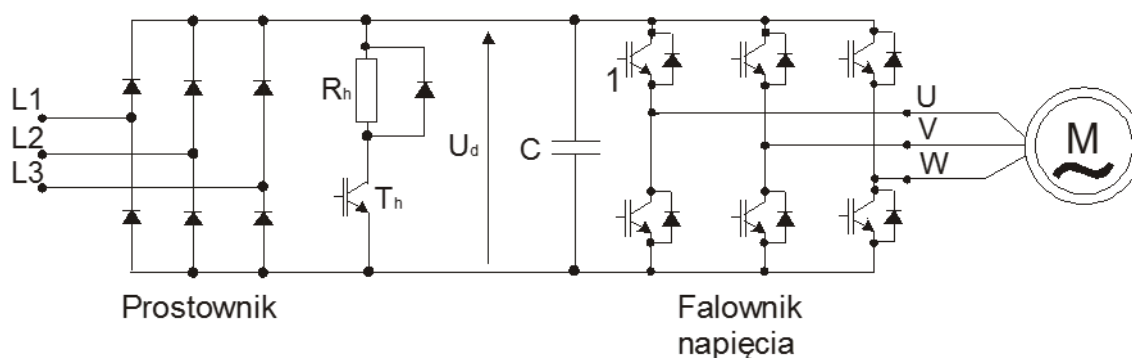 L1
L2
L3
Rh
Th
Ud
C
1
U
V
W
M
Prostownik
Falownik
napięcia